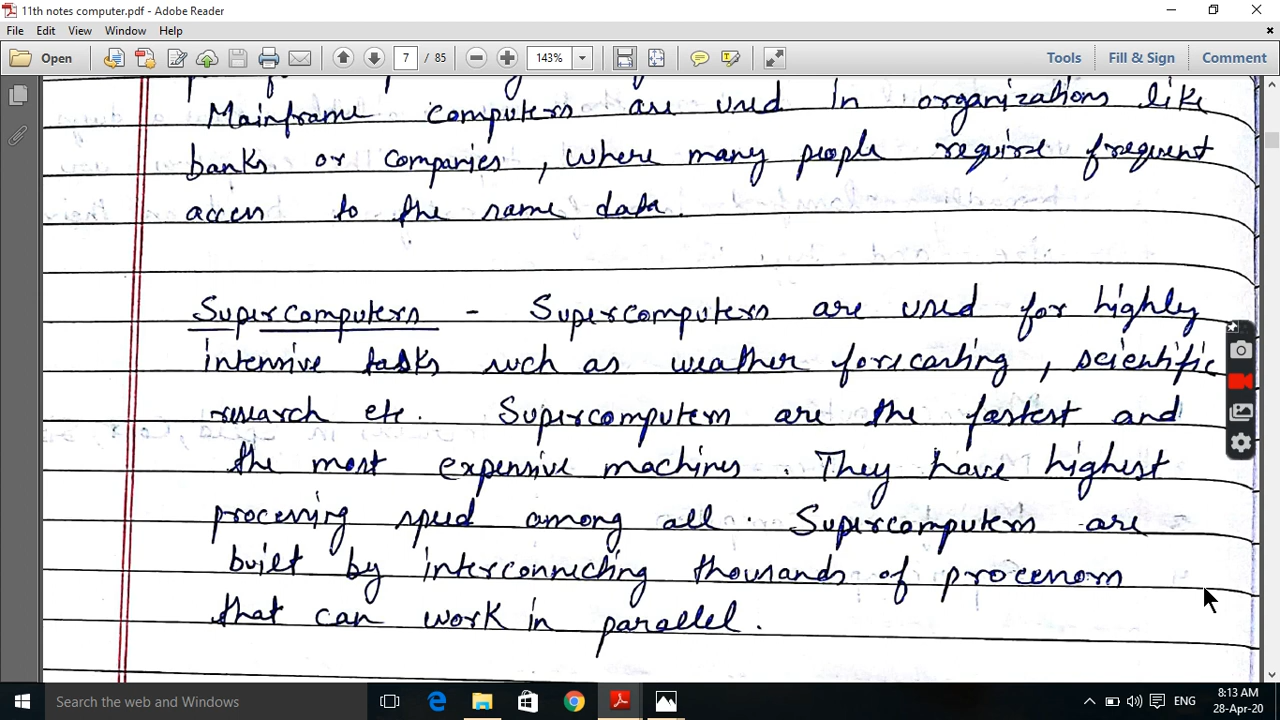 11th notes computer.pdf - Adobe Reader
File Edit View Window Help
Open 7 / 85 143% Tools Fill & Sign Comment
Mainframe computers are used in organizations like
banks or companies, where many people require frequent
access to the same data.
Supercomputers - Supercomputers are used for highly
intensive tasks such as weather forecasting, scientific
research etc. Supercomputers are the fastest and
the most expensive machines. They have highest
processing speed among all. Supercomputers are
built by interconnecting thousands of processors
that can work in parallel.
Search the web and Windows
ENG
8:13 AM
28-Apr-20